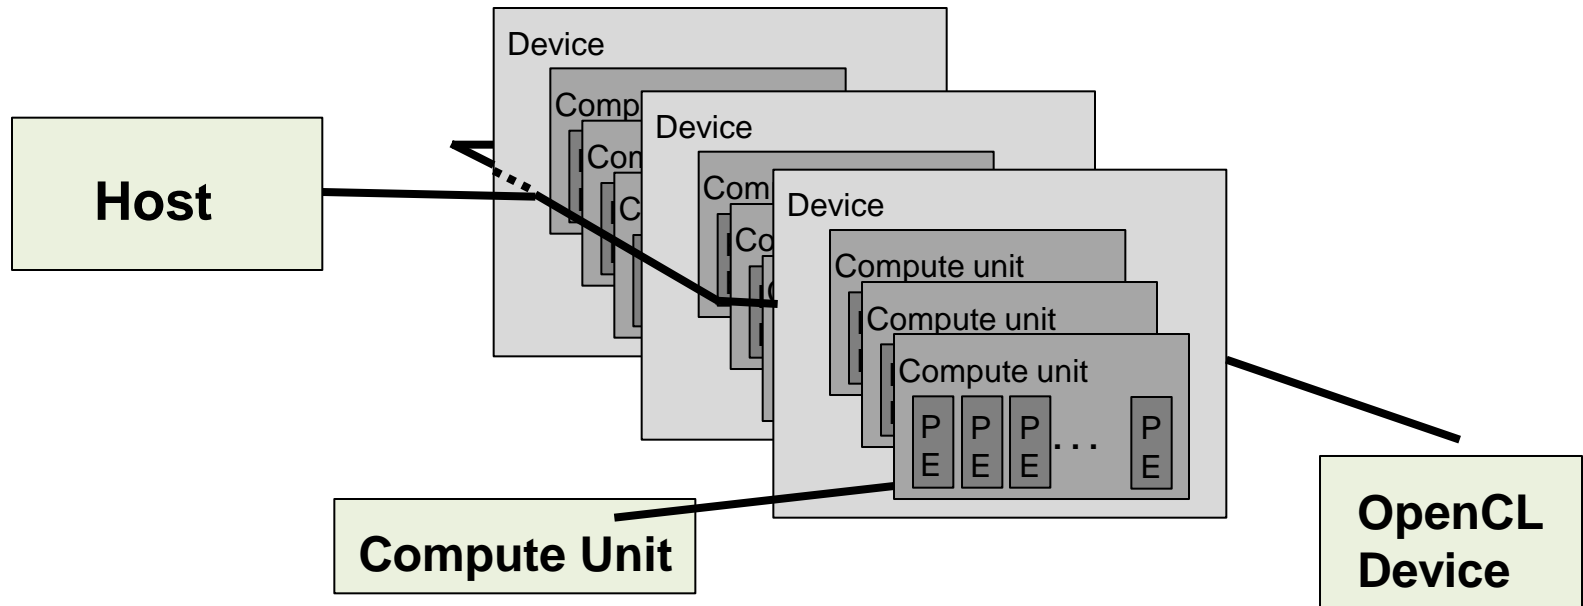 Device
Device
Device
Host
Compute unit
Compute unit
Compute unit
P P P P
E E E . . . E
Compute Unit
OpenCL
Device